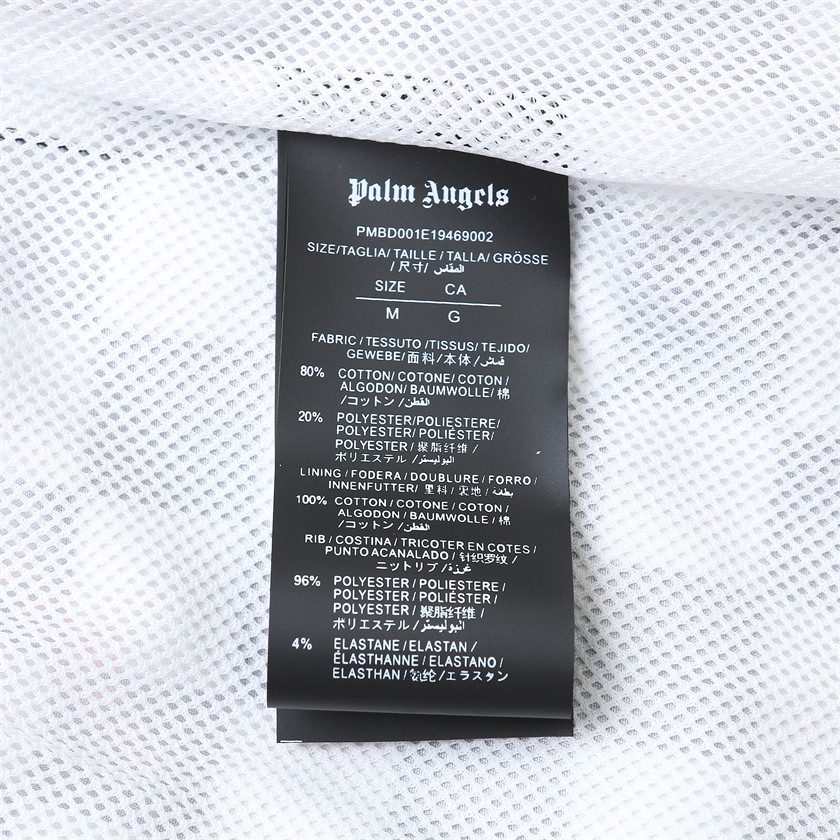 Palm Angels
PMBD001E19469002
SIZE/TAGLIA/ TAILLE / TALLA/ GRÖSSE
/ 尺寸/ المقاس
SIZE CA
M G
FABRIC / TESSUTO /TISSUS/ TEJIDO/
GEWEBE/ 面料/本体/ قماش
80% COTTON/ COTONE/ COTON /
ALGODON/ BAUMWOLLE/ 棉
/コットン /القطن
20% POLYESTER/POLIESTERE/
POLYESTER/ POLIÉSTER/
POLYESTER / 聚脂纤维 /
ポリエステル /البوليستر
LINING / FODERA / DOUBLURE / FORRO /
INNENFUTTER/ 里料 / 裏地 / بطانة
100% COTTON / COTONE / COTON /
ALGODON / BAUMWOLLE / 棉
/コットン /القطن
RIB / COSTINA / TRICOTER EN COTES /
PUNTO ACANALADO / 针织罗纹 /
ニットリブ /
96% POLYESTER / POLIESTERE /
POLYESTER / POLIÉSTER /
POLYESTER / 聚脂纤维 /
ポリエステル /البوليستر
4% ELASTANE / ELASTAN /
ÉLASTHANNE / ELASTANO /
ELASTHAN / 氨纶 / エラスタン